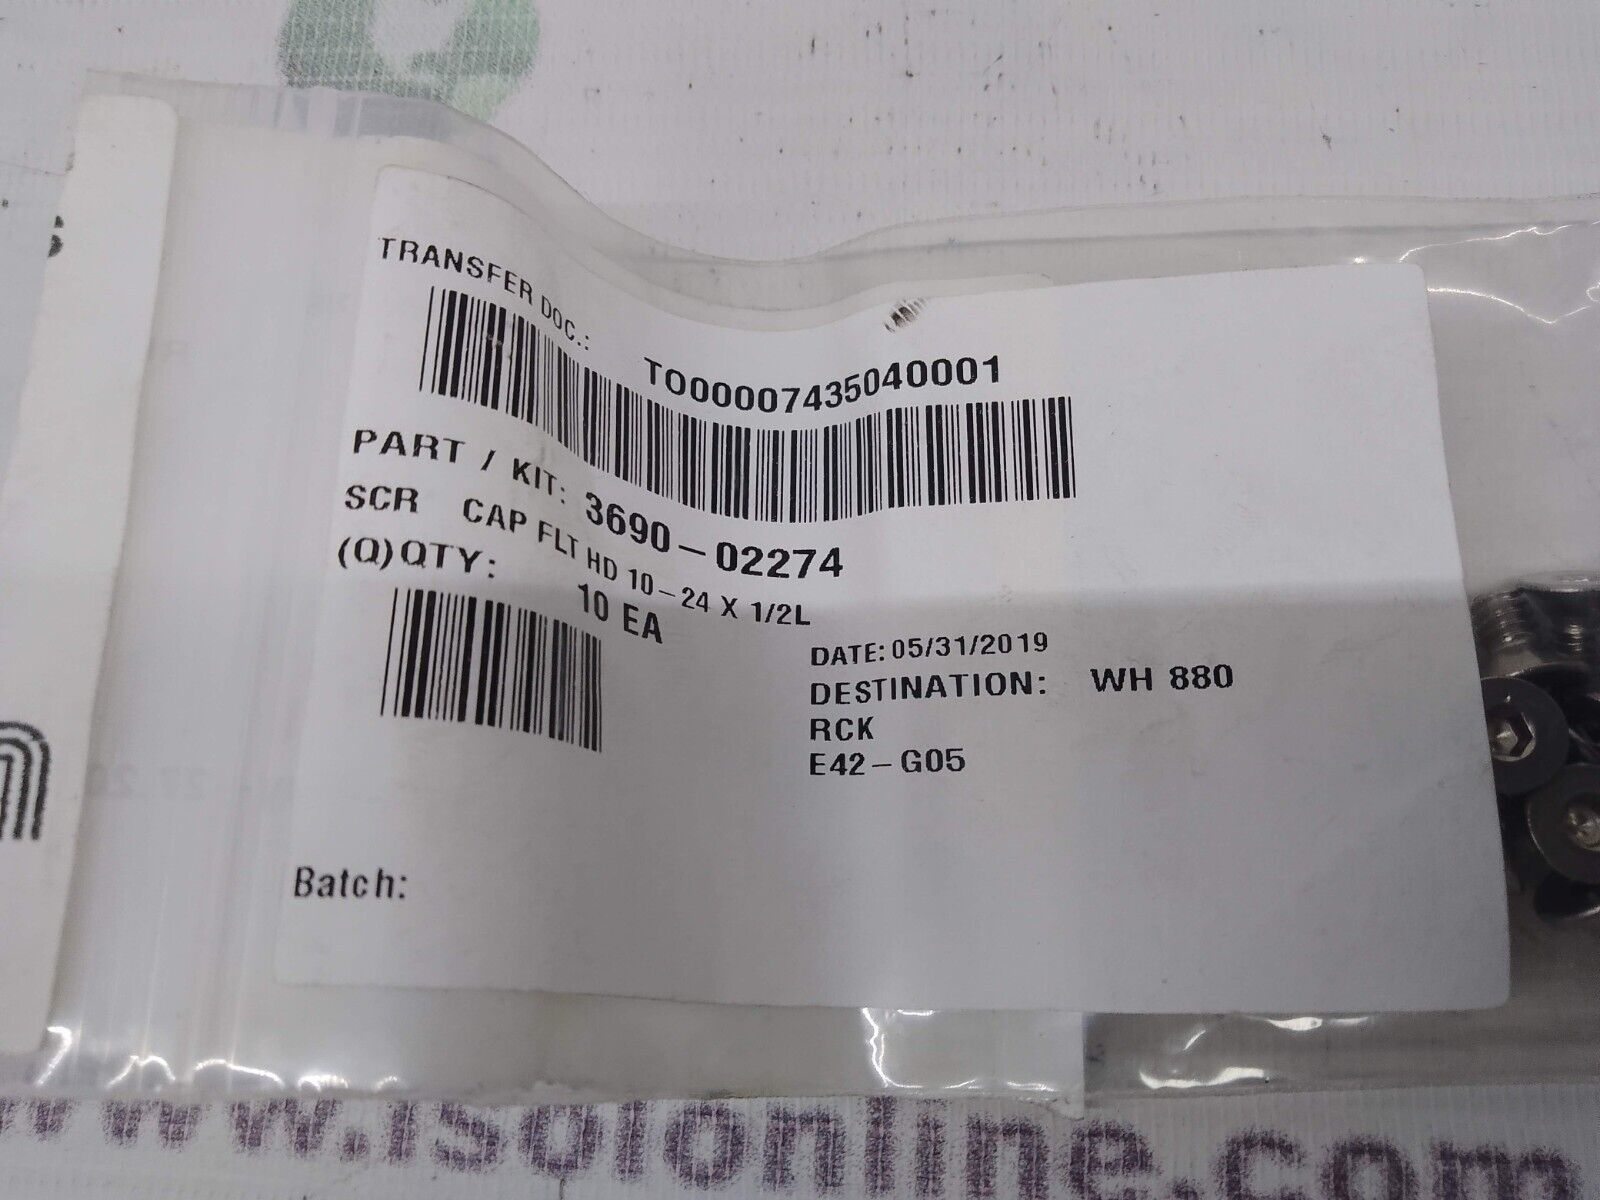 TRANSFER DOC.:
TO00007435040001
PART / KIT: 3690-02274
SCR CAP FLT HD 10-24 X 1/2L
(Q)QTY: 10 EA
DATE: 05/31/2019
DESTINATION: WH 880
RCK
E42-G05
Batch:
www.isolonline.com